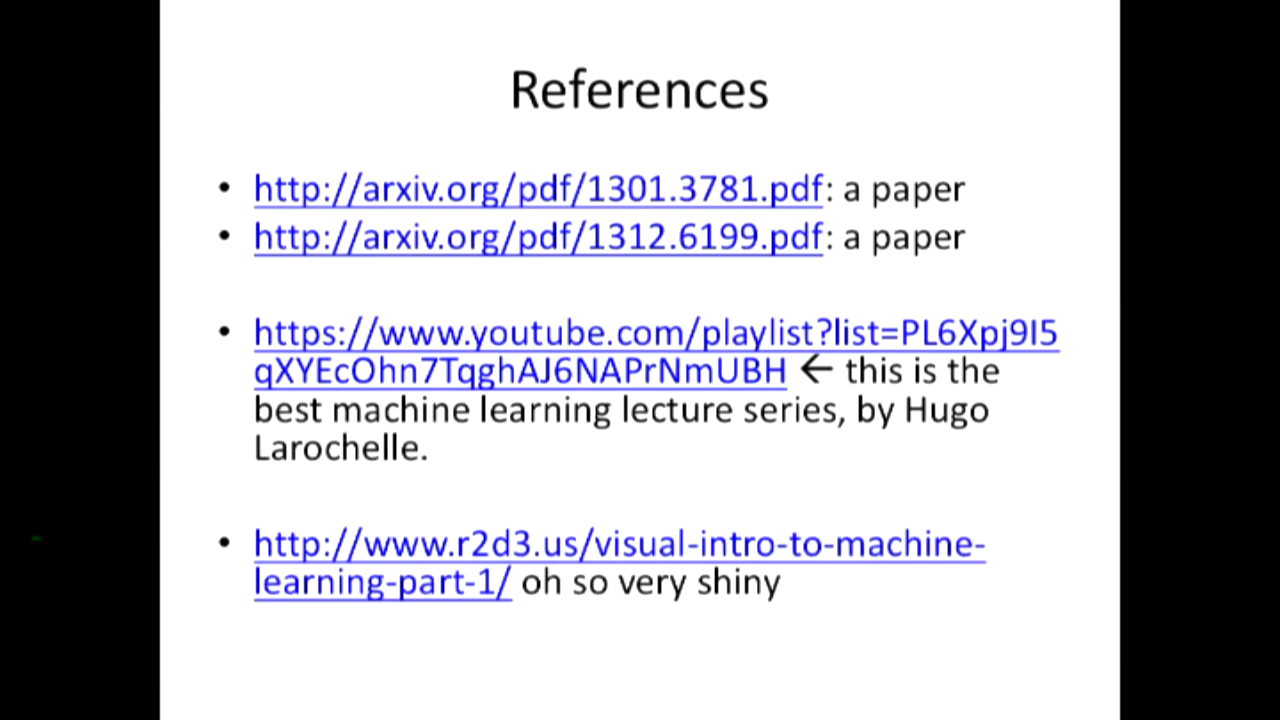 References
• http://arxiv.org/pdf/1301.3781.pdf: a paper
• http://arxiv.org/pdf/1312.6199.pdf: a paper
• https://www.youtube.com/playlist?list=PL6Xpj9I5
qXYEcOhn7TqghAJ6NAPrNmUBH ← this is the
best machine learning lecture series, by Hugo
Larochelle.
• http://www.r2d3.us/visual-intro-to-machine-
learning-part-1/ oh so very shiny